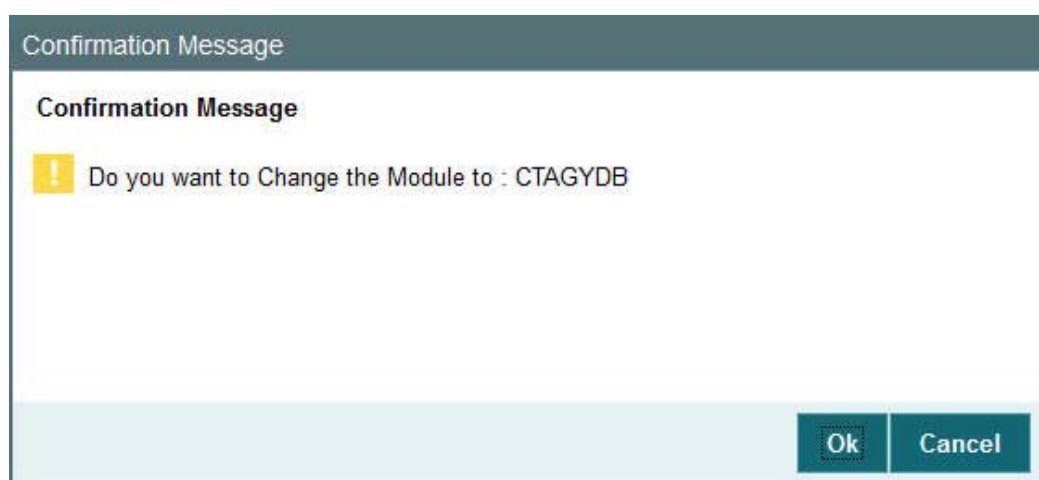 Confirmation Message
Confirmation Message
! Do you want to Change the Module to : CTAGYDB
Ok Cancel